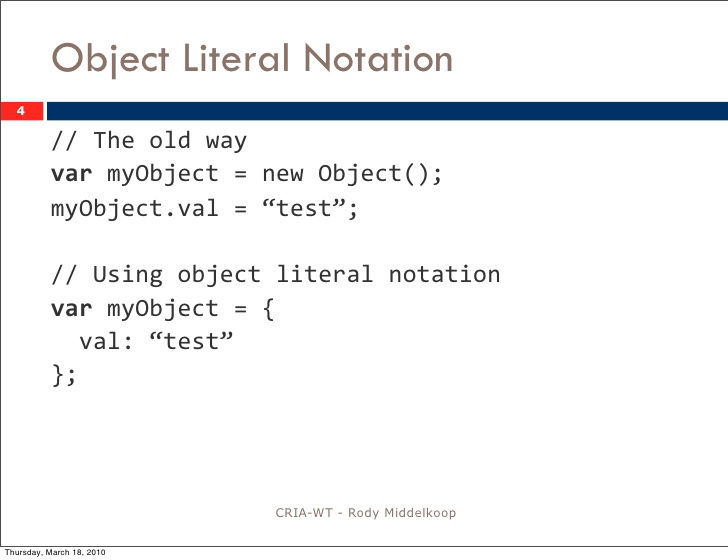 Object Literal Notation
4
// The old way
var myObject = new Object();
myObject.val = “test”;
// Using object literal notation
var myObject = {
val: “test”
};
CRIA-WT - Rody Middelkoop
Thursday, March 18, 2010